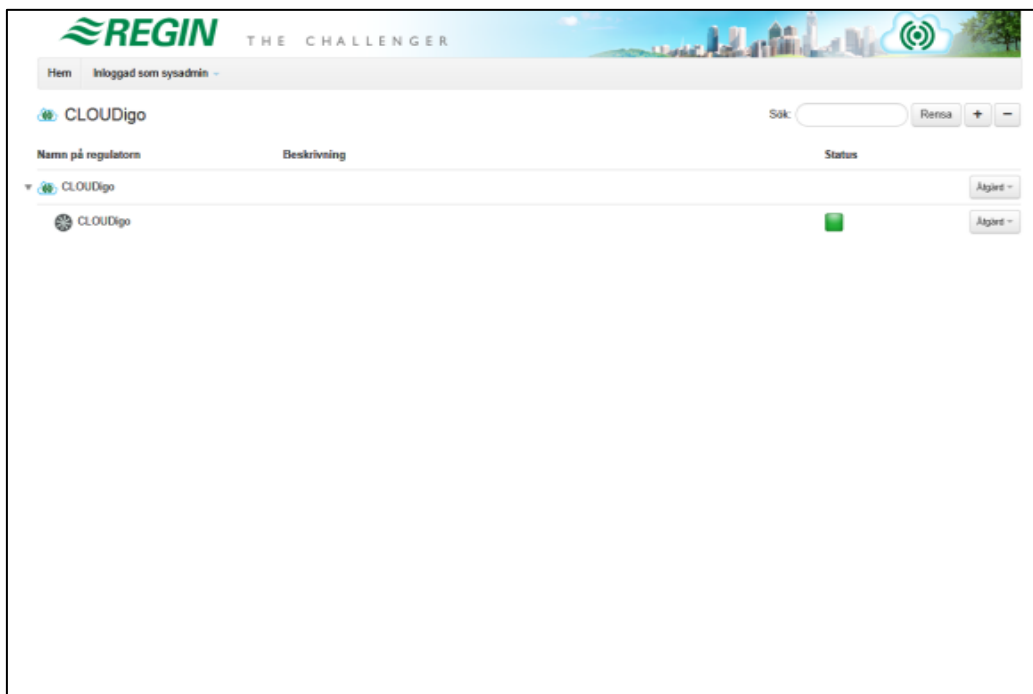 REGIN THE CHALLENGER
Hem Inloggad som sysadmin
CLOUDigo Sök: Rensa + −
Namn på regulatorn Beskrivning Status
CLOUDigo Åtgärd
CLOUDigo Åtgärd